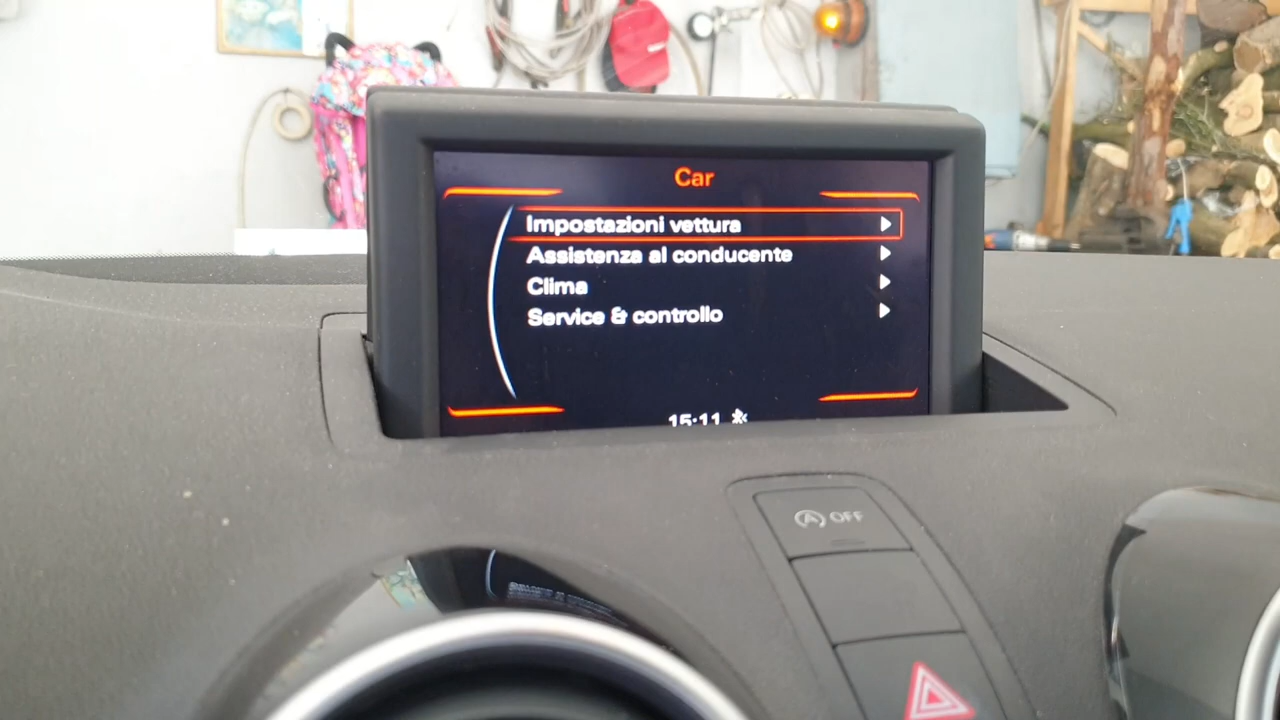 Car
Impostazioni vettura
Assistenza al conducente
Clima
Service & controllo
15:11
A OFF